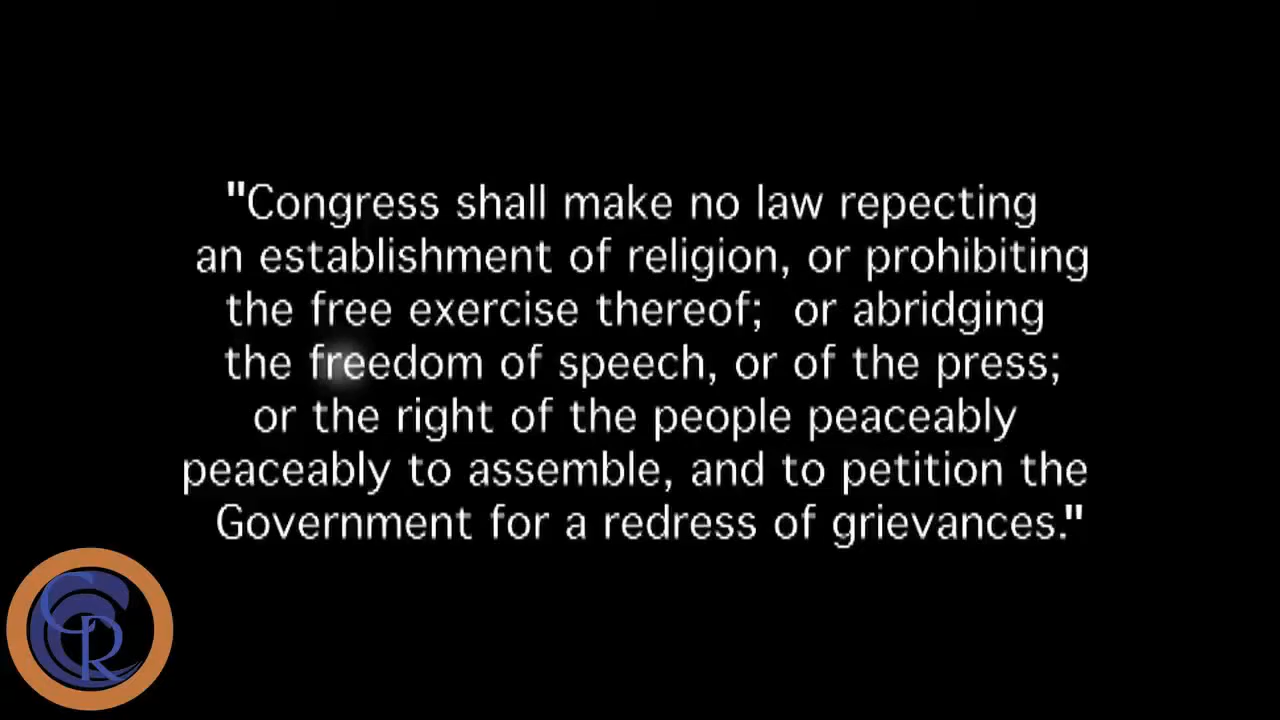 "Congress shall make no law repecting
an establishment of religion, or prohibiting
the free exercise thereof; or abridging
the freedom of speech, or of the press;
or the right of the people peaceably
peaceably to assemble, and to petition the
Government for a redress of grievances."
CR